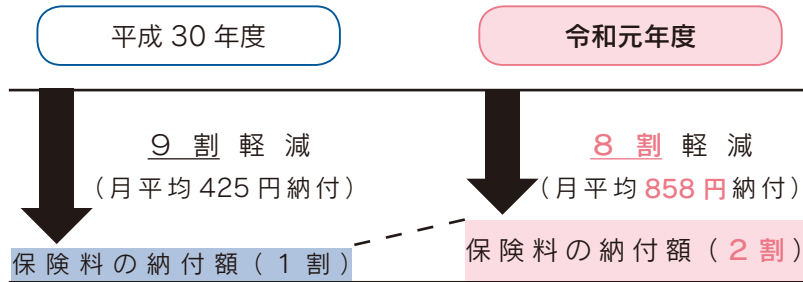 平成 30 年度
令和元年度
9 割 軽 減
(月平均 425 円納付)
8 割 軽 減
(月平均 858 円納付)
保険料の納付額( 1 割 )
保険料の納付額( 2 割 )